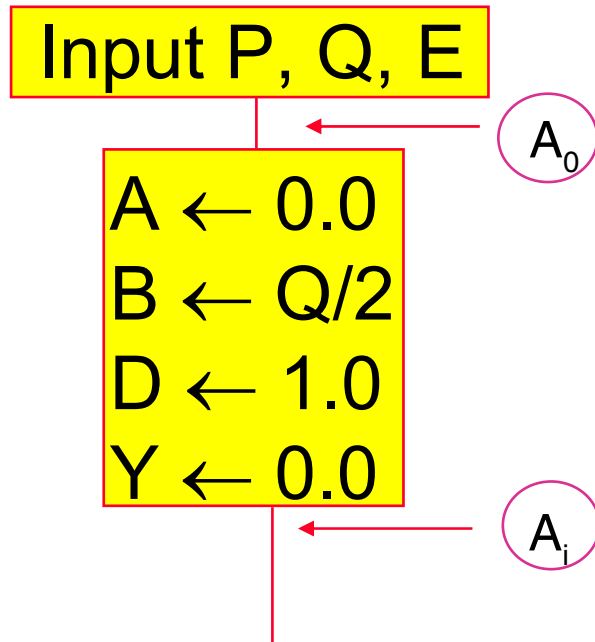 Input P, Q, E
A₀
A ← 0.0
B ← Q/2
D ← 1.0
Y ← 0.0
Aᵢ